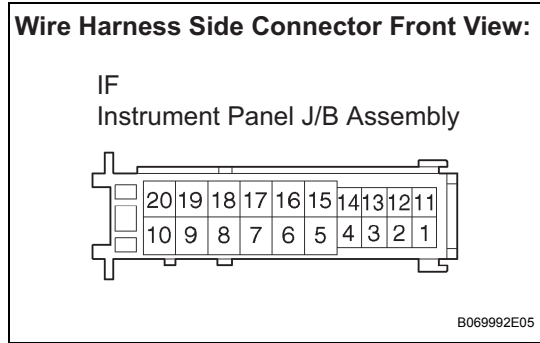 Wire Harness Side Connector Front View:
IF
Instrument Panel J/B Assembly
20 19 18 17 16 15 14 13 12 11
10 9 8 7 6 5 4 3 2 1
B069992E05